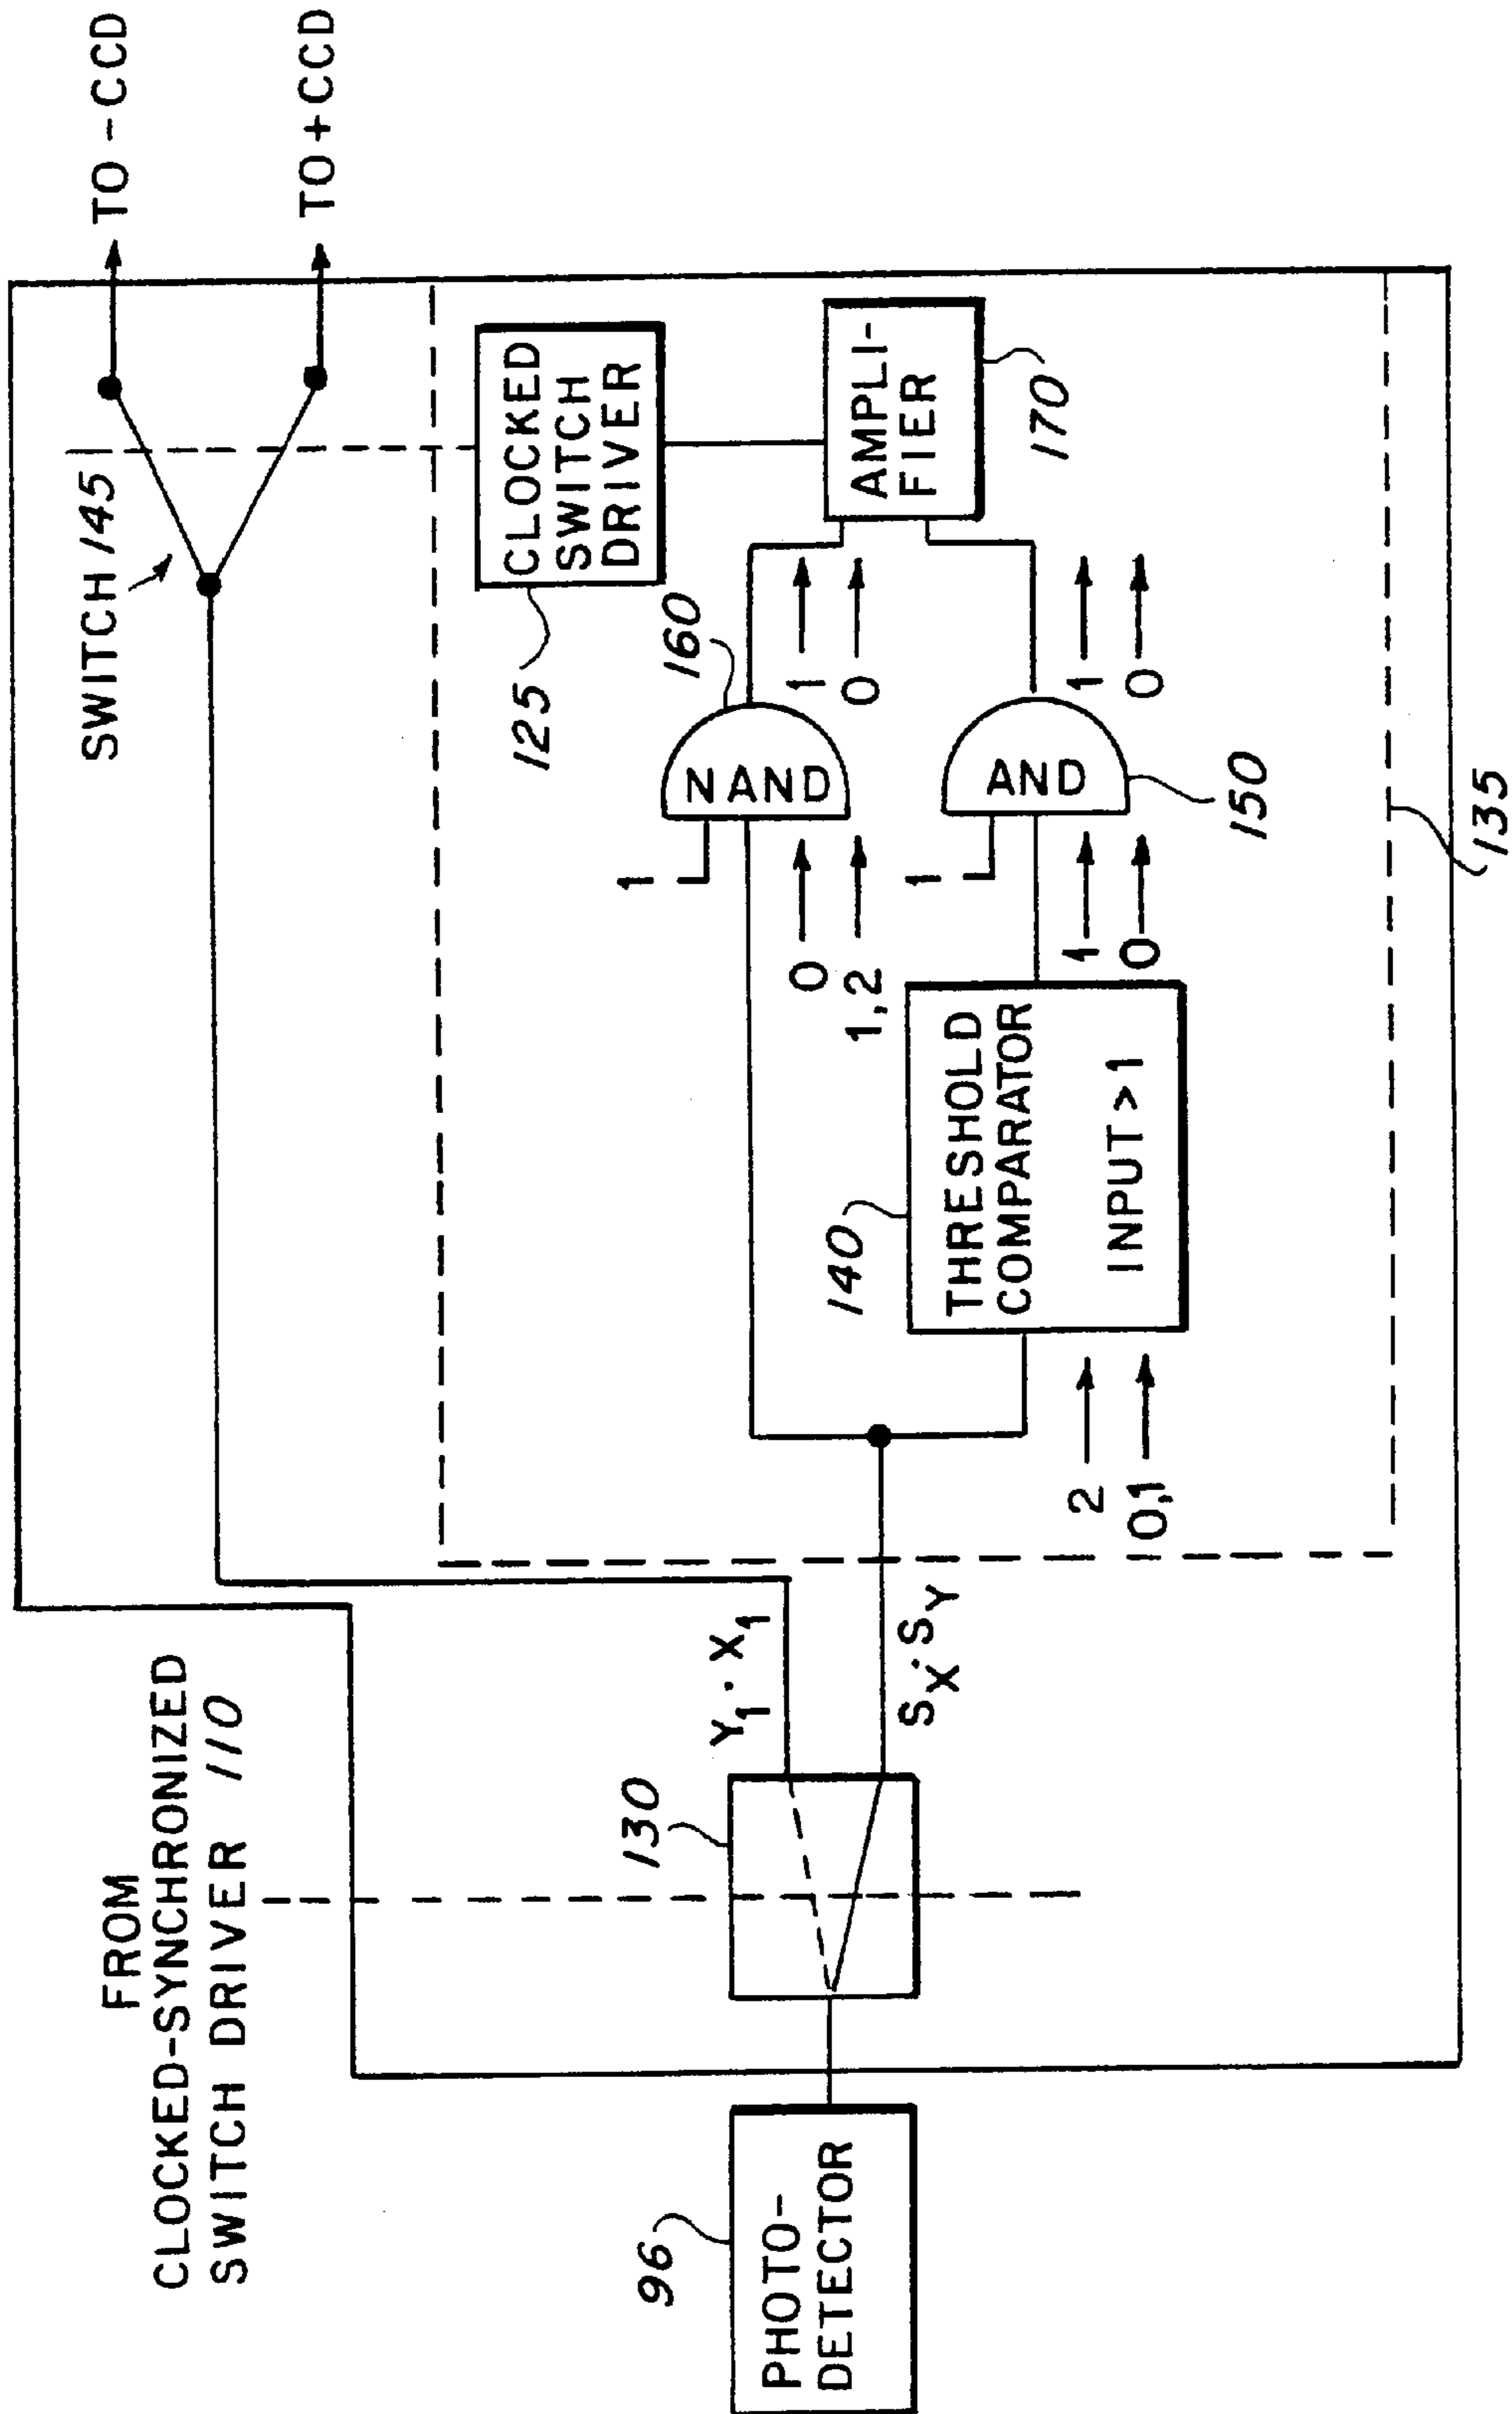 FROM
CLOCKED-SYNCHRONIZED
SWITCH DRIVER 110
SWITCH 145
TO - CCD
TO + CCD
PHOTO-
DETECTOR
96
130
Y1 · X1
SX · SY
CLOCKED
SWITCH
DRIVER
125
1
NAND
160
0
1,2
1
0
AMPLI-
FIER
170
140
THRESHOLD
COMPARATOR
INPUT > 1
2
0,1
1
AND
150
1
0
1
0
135